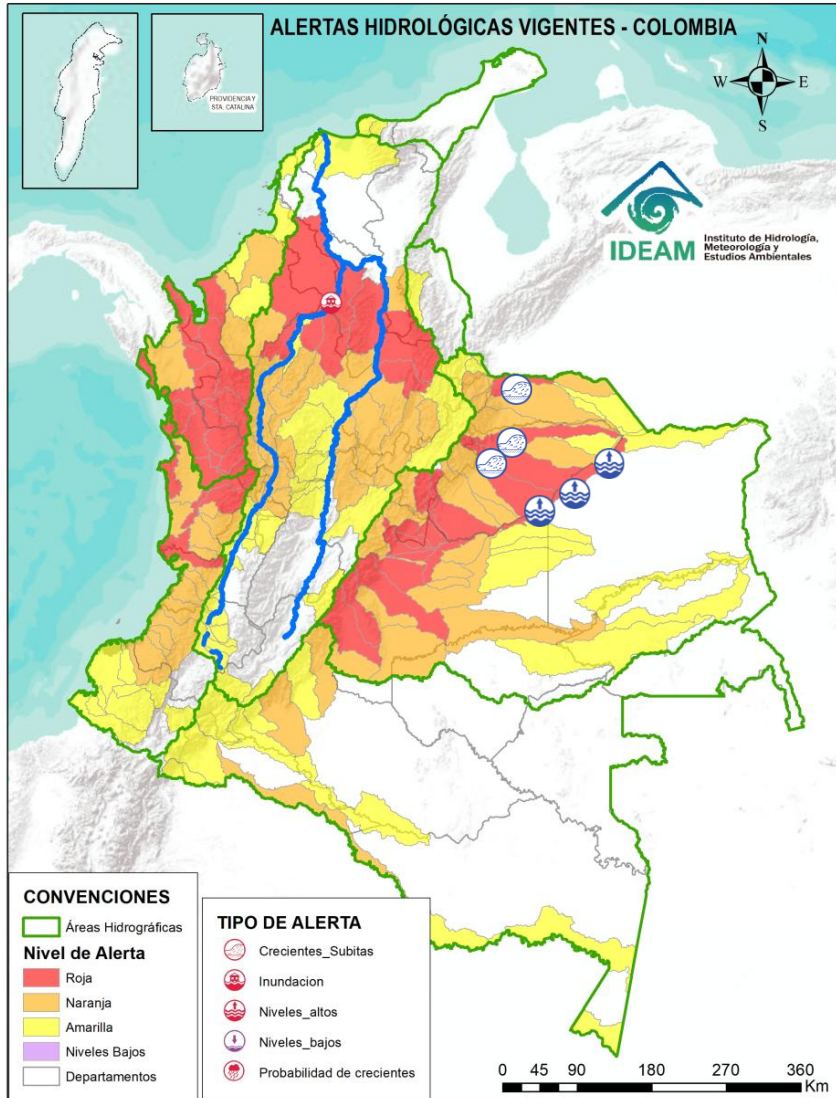 ALERTAS HIDROLÓGICAS VIGENTES - COLOMBIA
PROVIDENCIA Y
STA. CATALINA
N
W
E
S
IDEAM
Instituto de Hidrología,
Meteorología y
Estudios Ambientales
CONVENCIONES
Áreas Hidrográficas
Nivel de Alerta
Roja
Naranja
Amarilla
Niveles Bajos
Departamentos
TIPO DE ALERTA
Crecientes_Subitas
Inundacion
Niveles_altos
Niveles_bajos
Probabilidad de crecientes
0 45 90 180 270 360
Km